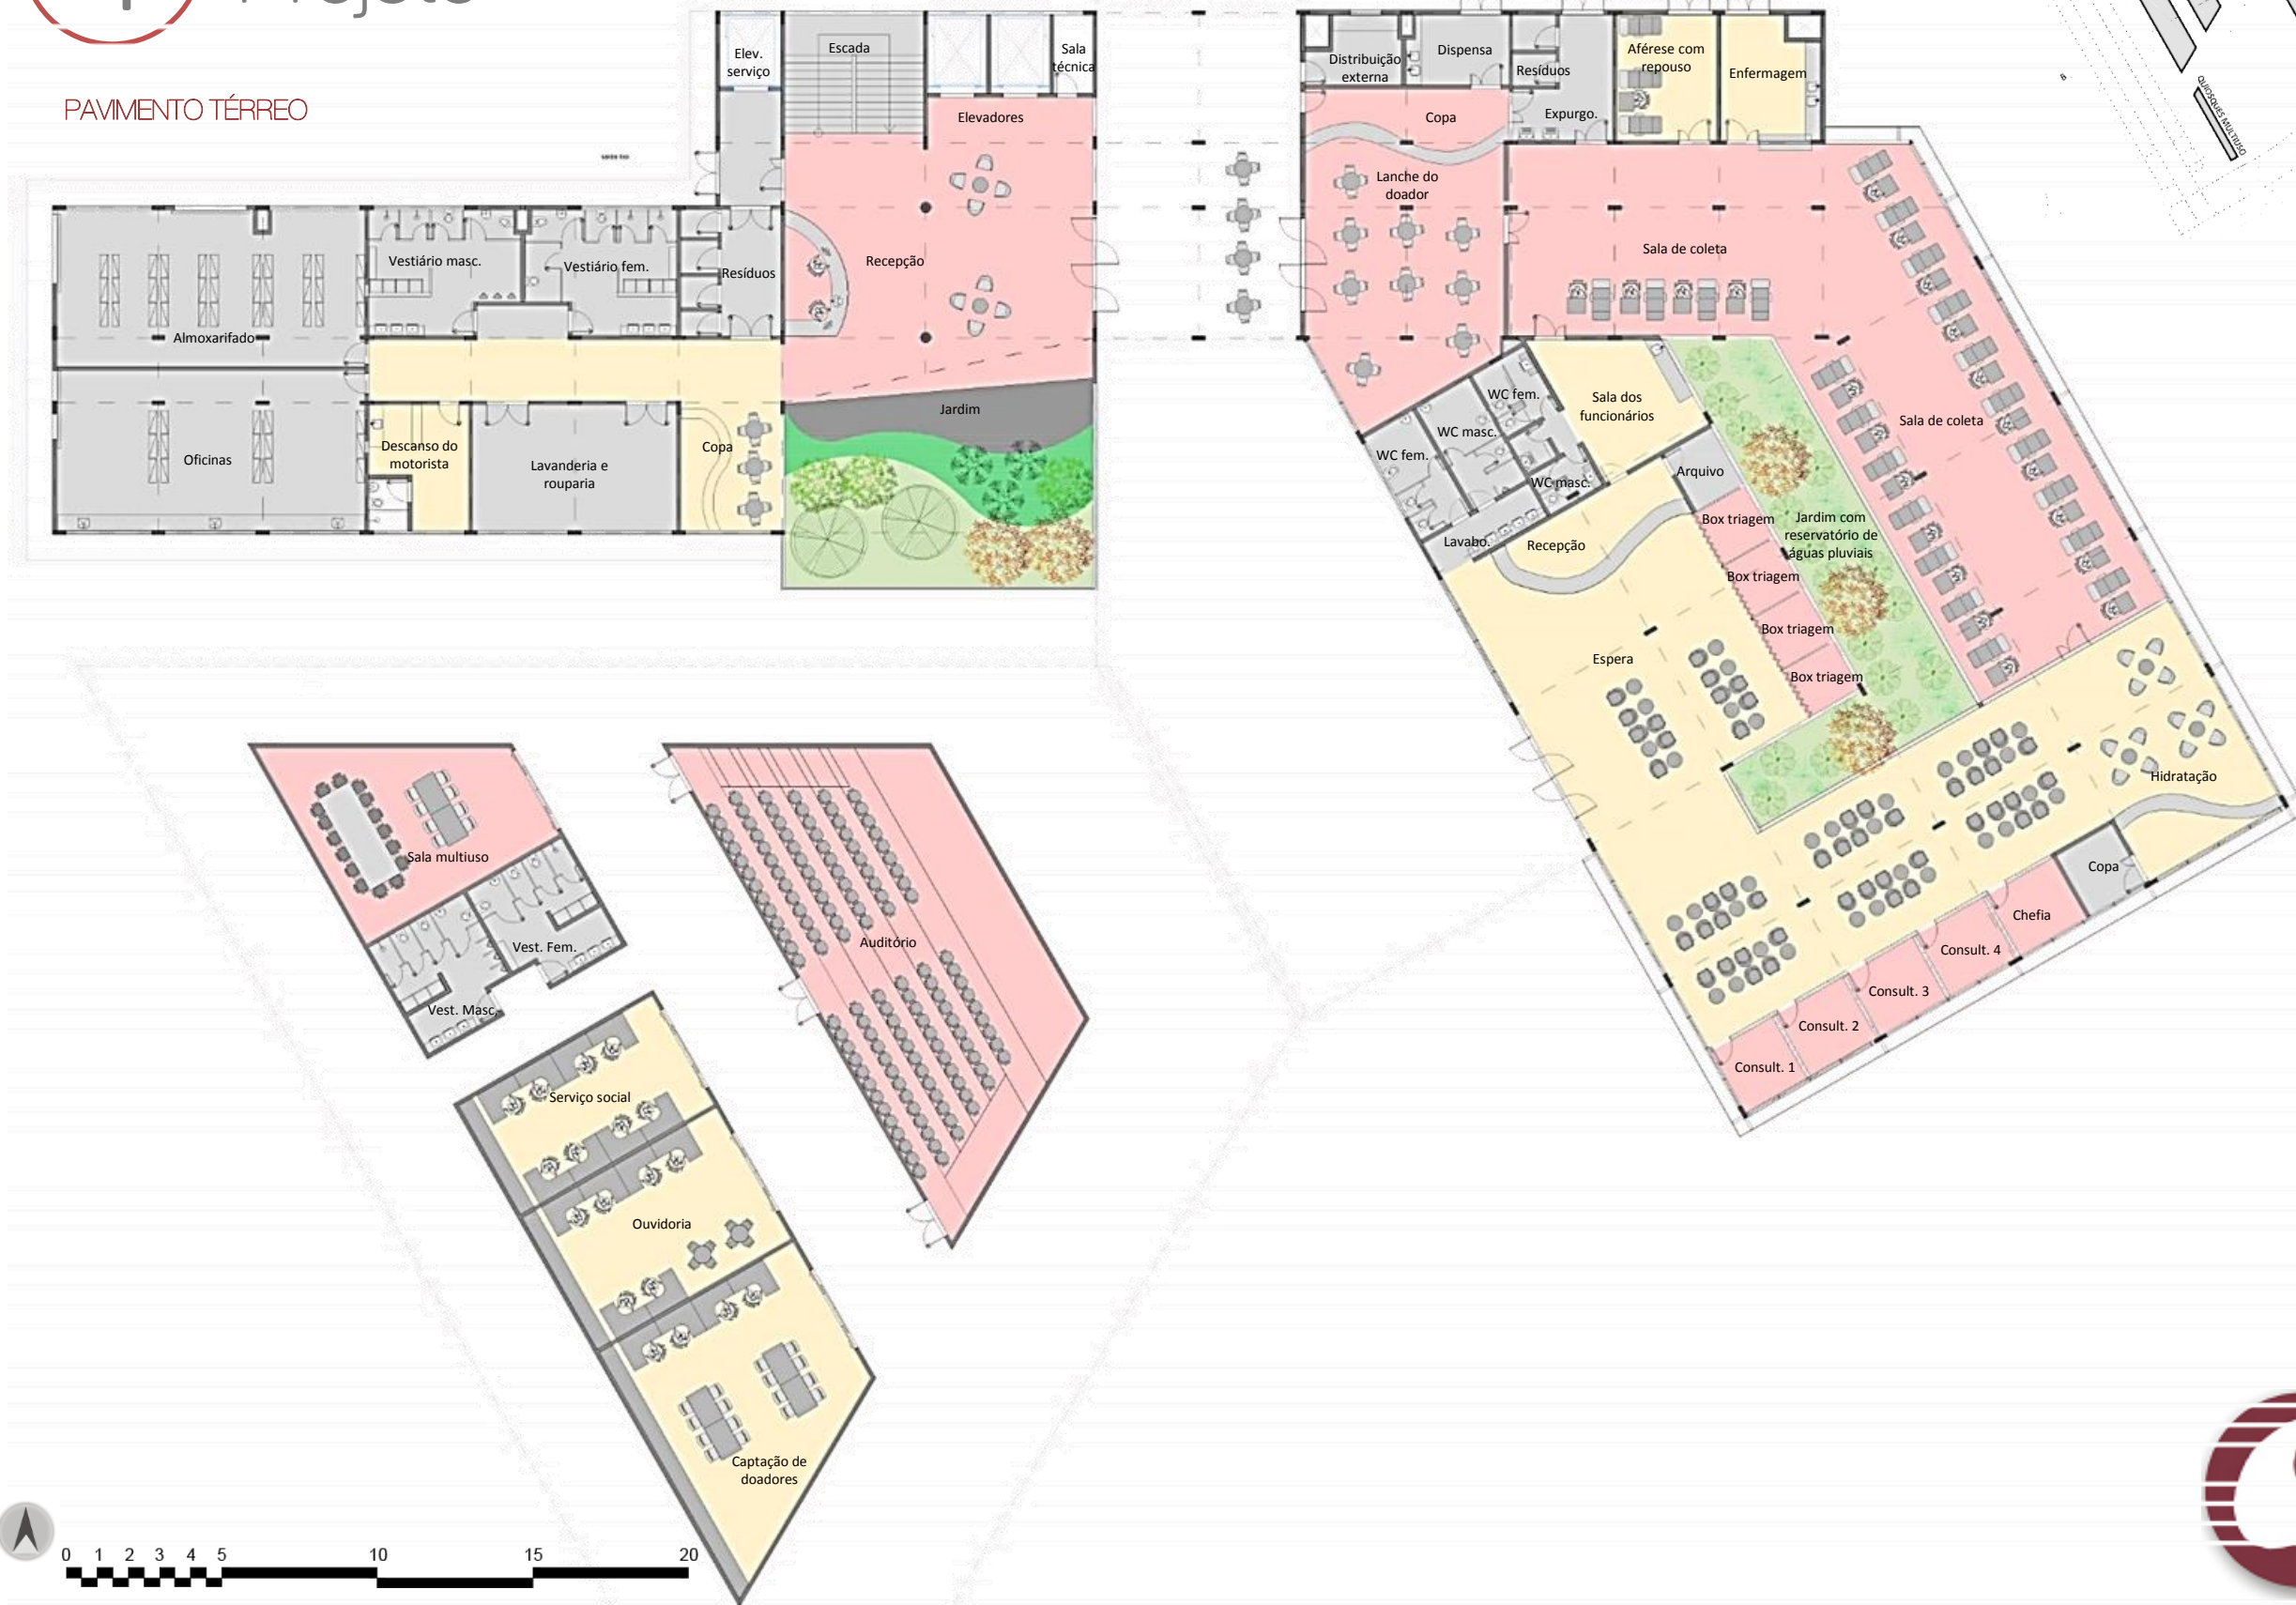 Projeto
PAVIMENTO TÉRREO
Elev.
serviço
Escada
Sala
técnica
Elevadores
Distribuição
externa
Dispensa
Resíduos
Aférese com
repouso
Enfermagem
Copa
Expurgo.
QUIOSQUES MULTIUSO
Lanche do
doador
Sala de coleta
Vestiário masc.
Vestiário fem.
Resíduos
Recepção
Almoxarifado
Oficinas
Descanso do
motorista
Lavanderia e
rouparia
Copa
Jardim
WC fem.
WC masc.
WC fem.
WC masc.
Lavabo.
Sala dos
funcionários
Arquivo
Recepção
Sala de coleta
Box triagem
Jardim com
reservatório de
águas pluviais
Box triagem
Box triagem
Box triagem
Espera
Hidratação
Copa
Chefia
Consult. 4
Consult. 3
Consult. 2
Consult. 1
Sala multiuso
Vest. Fem.
Vest. Masc.
Auditório
Serviço social
Ouvidoria
Captação de
doadores
0 1 2 3 4 5 10 15 20